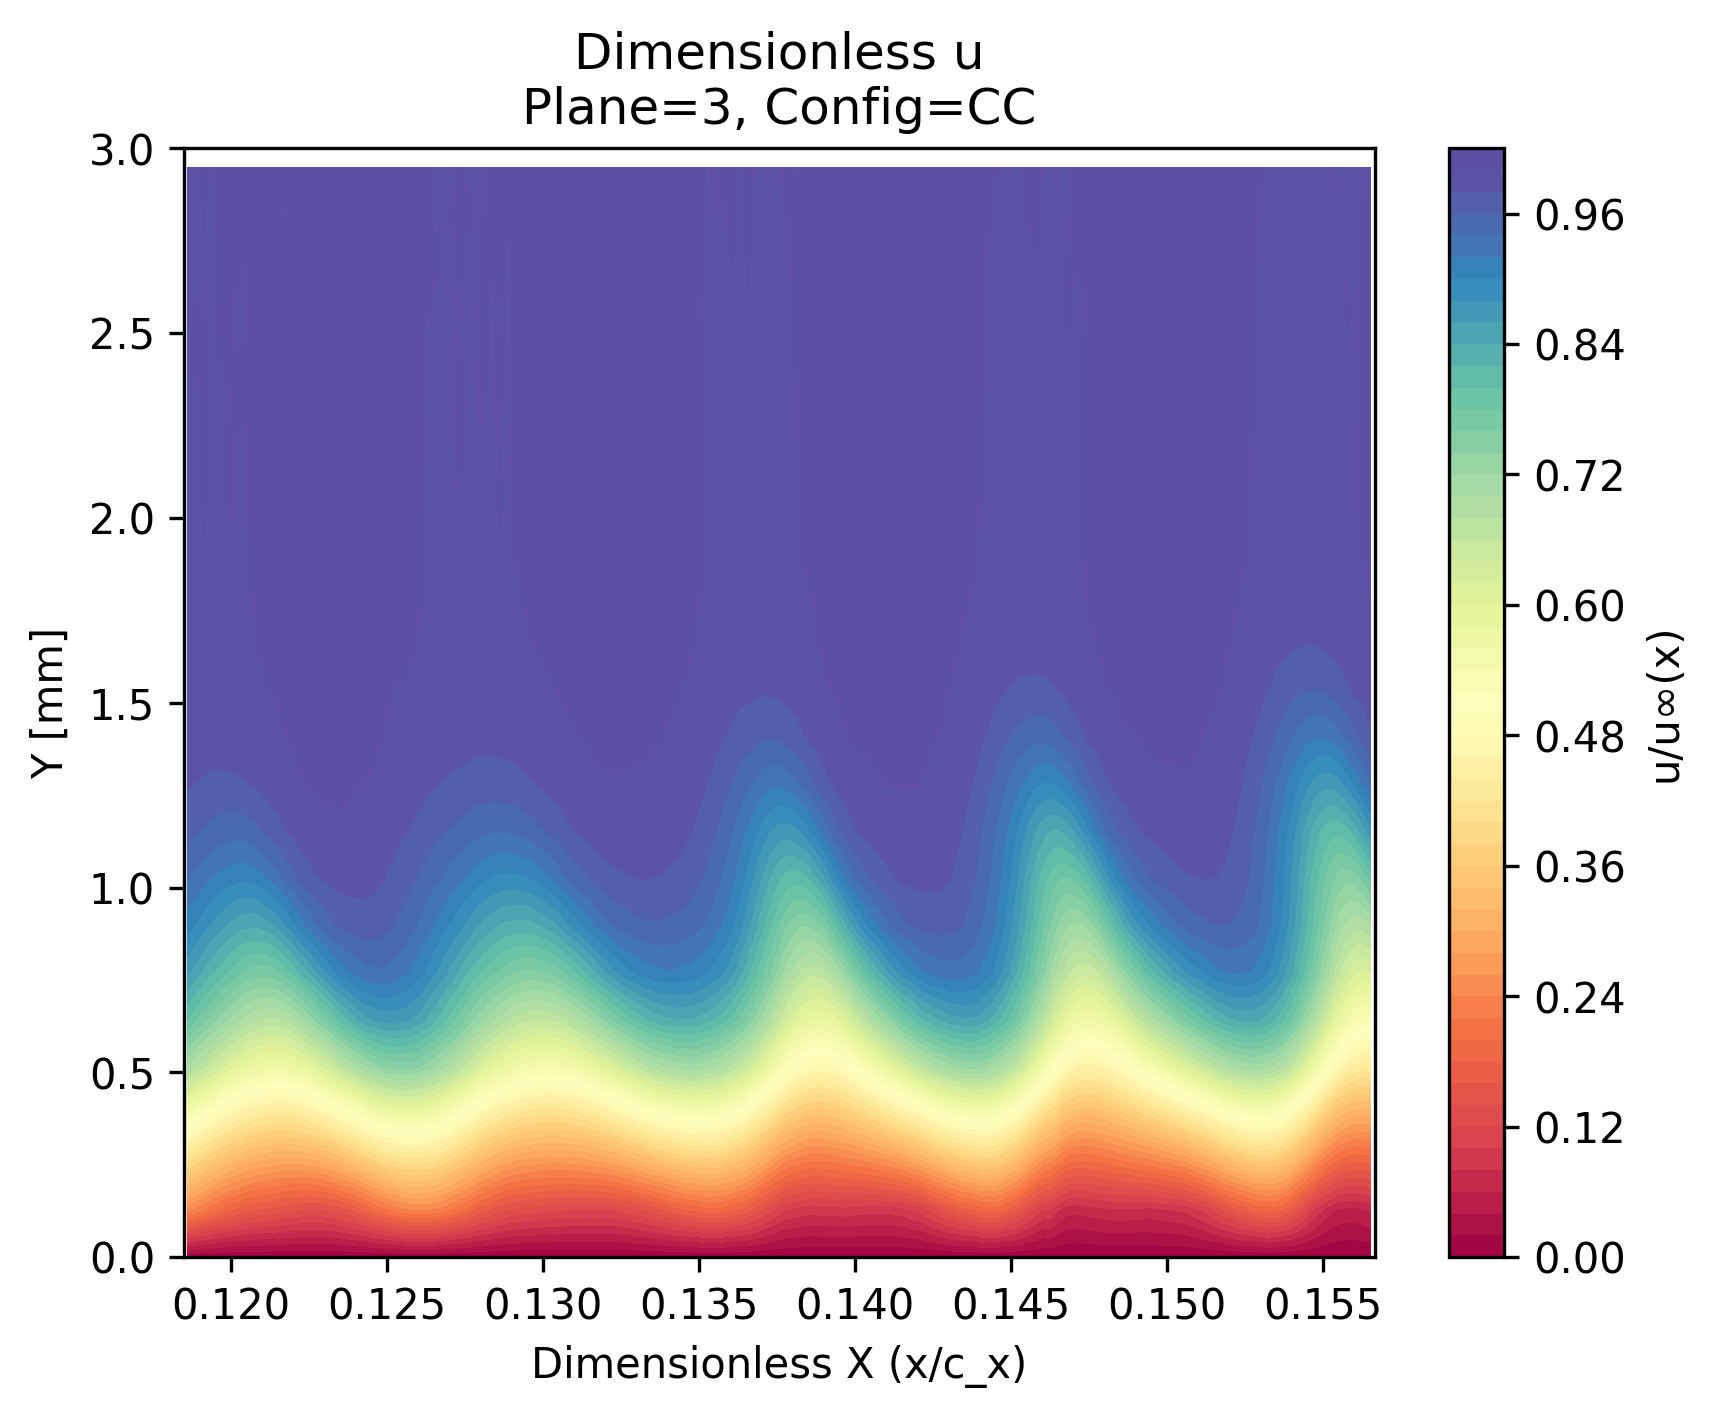 Dimensionless u
Plane=3, Config=CC
3.0
2.5
2.0
1.5
1.0
0.5
0.0
Y [mm]
0.120 0.125 0.130 0.135 0.140 0.145 0.150 0.155
Dimensionless X (x/c_x)
0.96
0.84
0.72
0.60
0.48
0.36
0.24
0.12
0.00
u/u∞(x)